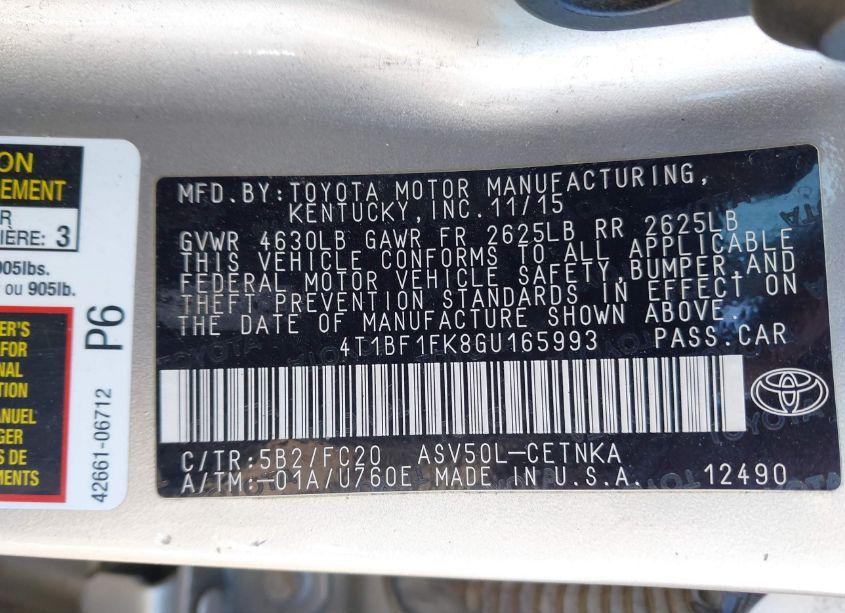 ON
GEMENT
R
IÈRE: 3
905lbs.
ou 905lb.
ER'S
FOR
NAL
TION
MANUEL
GER
S DE
MENTS
P6
42661-06712
MFD.BY:TOYOTA MOTOR MANUFACTURING,
KENTUCKY,INC.11/15
GVWR 4630LB GAWR FR 2625LB RR 2625LB
THIS VEHICLE CONFORMS TO ALL APPLICABLE
FEDERAL MOTOR VEHICLE SAFETY,BUMPER,AND
THEFT PREVENTION STANDARDS IN EFFECT ON
THE DATE OF MANUFACTURE SHOWN ABOVE.
4T1BF1FK8GU165993 PASS.CAR
C/TR:5B2/FC20 ASV50L-CETNKA
A/TM:-01A/U760E MADE IN U.S.A. 12490